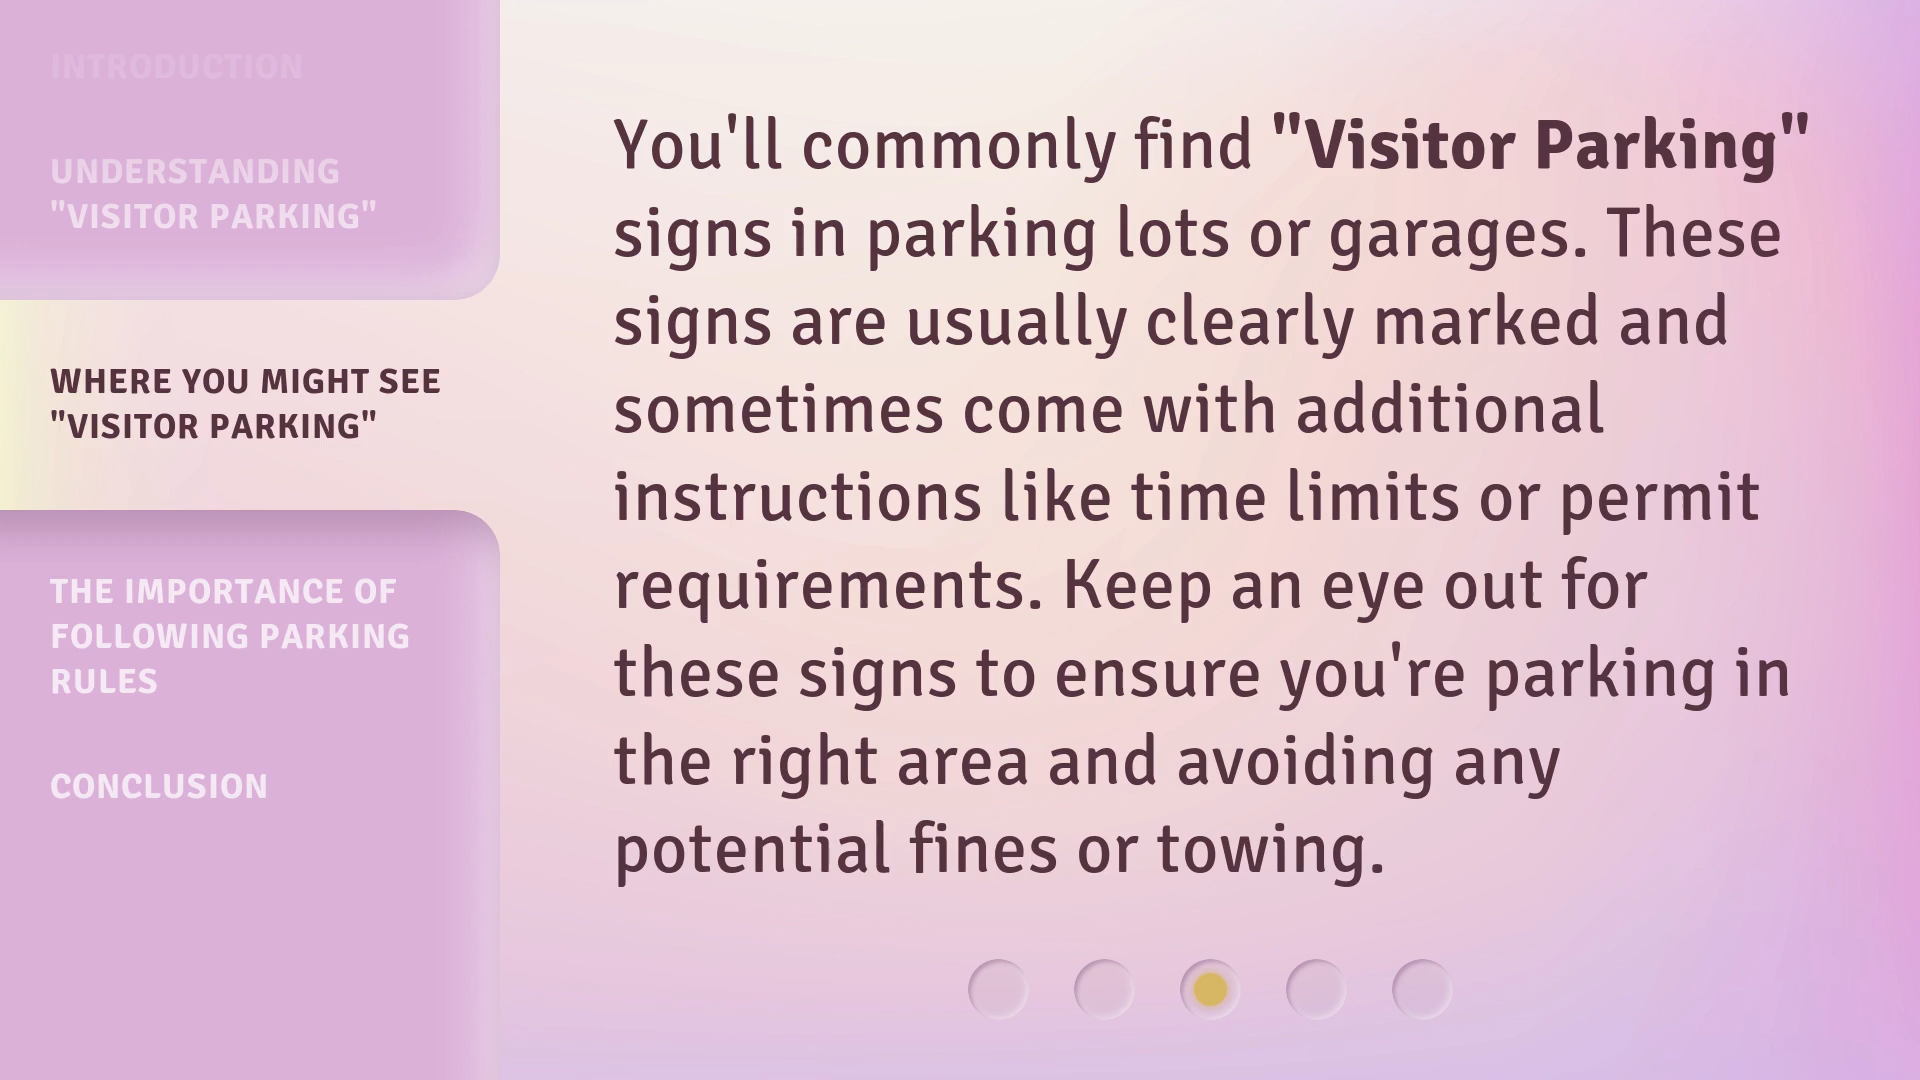 INTRODUCTION
UNDERSTANDING
"VISITOR PARKING"
WHERE YOU MIGHT SEE
"VISITOR PARKING"
THE IMPORTANCE OF
FOLLOWING PARKING
RULES
CONCLUSION
You'll commonly find "Visitor Parking"
signs in parking lots or garages. These
signs are usually clearly marked and
sometimes come with additional
instructions like time limits or permit
requirements. Keep an eye out for
these signs to ensure you're parking in
the right area and avoiding any
potential fines or towing.